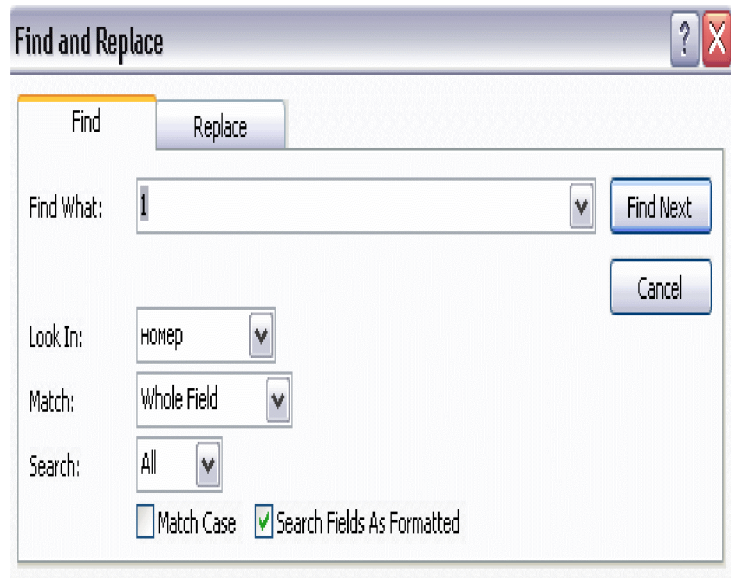 Find and Replace ?
Find Replace
Find What: 1 Find Next
Cancel
Look In: номер
Match: Whole Field
Search: All
Match Case Search Fields As Formatted